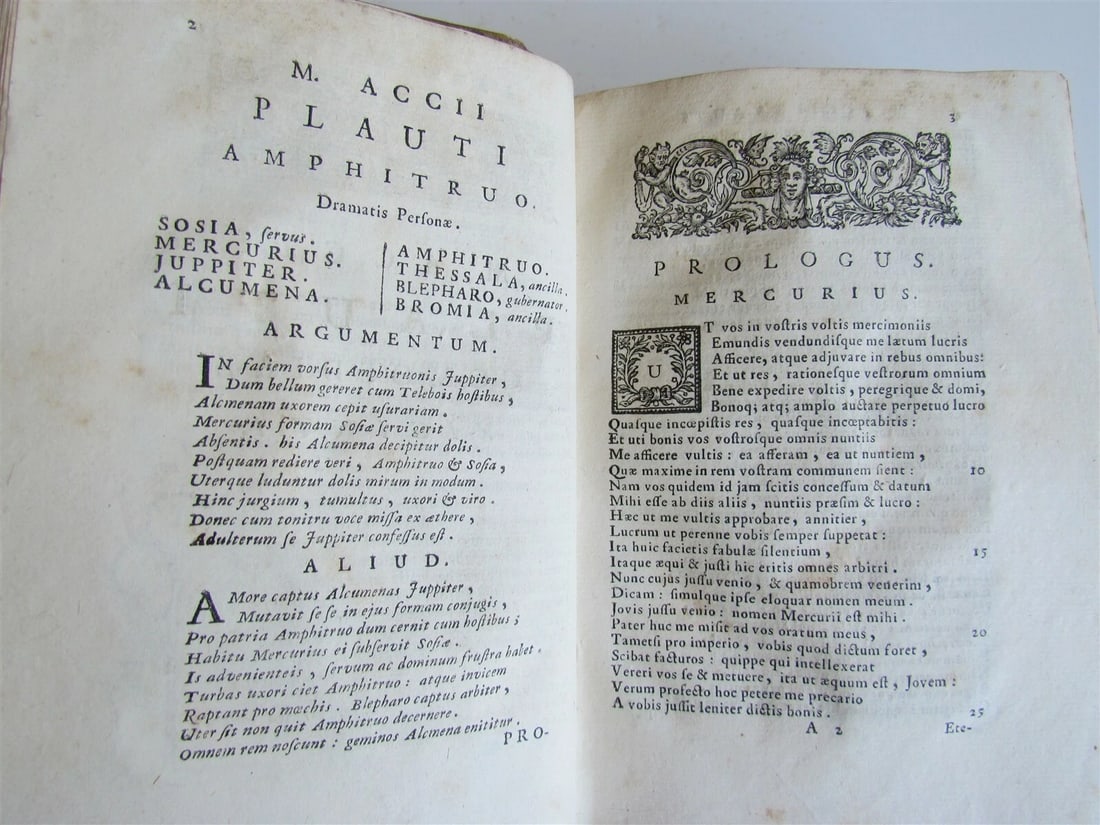 2
M. ACCII
PLAUTI
AMPHITRUO.
Dramatis Perſonæ.
SOSIA, ſervus.
MERCURIUS.
JUPPITER.
ALCUMENA.
AMPHITRUO.
THESSALA, ancilla.
BLEPHARO, gubernator.
BROMIA, ancilla.
ARGUMENTUM.
IN faciem vorſus Amphitruonis Juppiter,
Dum bellum gereret cum Telebois hoſtibus,
Alcmenam uxorem cepit uſurariam.
Mercurius formam Soſiæ ſervi gerit
Abſentis. his Alcumena decipitur dolis.
Poſtquam rediere veri, Amphitruo & Soſia,
Uterque luduntur dolis mirum in modum.
Hinc jurgium, tumultus, uxori & viro.
Donec cum tonitru voce miſſa ex æthere,
Adulterum ſe Juppiter confeſſus eſt.
ALIUD.
AMore captus Alcumenas Juppiter,
Mutavit ſe ſe in ejus formam conjugis,
Pro patria Amphitruo dum cernit cum hoſtibus;
Habitu Mercurius ei ſubſervit Soſiæ.
Is advenienteis, ſervum ac dominum fruſtra habet.
Turbas uxori ciet Amphitruo: atque invicem
Raptant pro mœchis. Blepharo captus arbiter,
Uter ſit non quit Amphitruo decernere.
Omnem rem noſcunt: geminos Alcmena enititur.
PRO-
3
PROLOGUS.
MERCURIUS.
UT vos in voſtris voltis mercimoniis
Emundis vendundiſque me lætum lucris
Afficere, atque adjuvare in rebus omnibus:
Et ut res, rationeſque veſtrorum omnium
Bene expedire voltis, peregrique & domi,
Bonoq; atq; amplo auctare perpetuo lucro
Quaſque incœpiſtis res, quaſque incœptabitis:
Et uti bonis vos voſtroſque omnis nuntiis
Me afficere vultis: ea afferam, ea ut nuntiem,
Quæ maxime in rem voſtram communem ſient: 10
Nam vos quidem id jam ſcitis conceſſum & datum
Mihi eſſe ab diis aliis, nuntiis præſim & lucro:
Hæc ut me vultis approbare, annitier,
Lucrum ut perenne vobis ſemper ſuppetat:
Ita huic facietis fabulæ ſilentium, 15
Itaque æqui & juſti hic eritis omnes arbitri.
Nunc cujus juſſu venio, & quamobrem venerim,
Dicam: ſimulque ipſe eloquar nomen meum.
Jovis juſſu venio: nomen Mercurii eſt mihi.
Pater huc me miſit ad vos oratum meus, 20
Tametſi pro imperio, vobis quod dictum foret,
Scibat facturos: quippe qui intellexerat
Vereri vos ſe & metuere, ita ut æquum eſt, Jovem:
Verum profecto hoc petere me precario
A vobis juſſit leniter dictis bonis. 25
A 2 Ete-